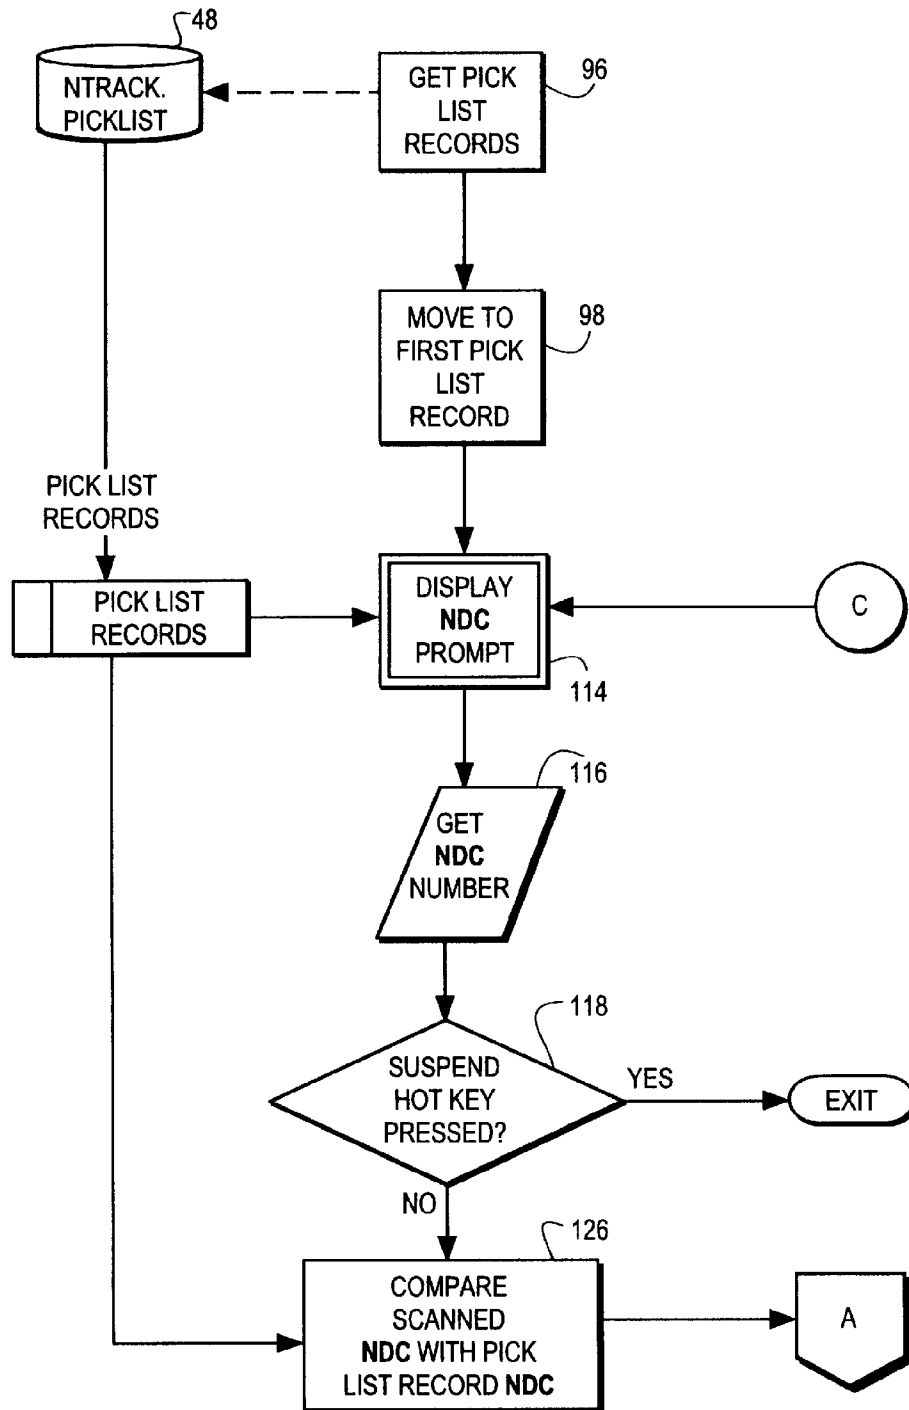 48
NTRACK.
PICKLIST
GET PICK
LIST
RECORDS
96
MOVE TO
FIRST PICK
LIST
RECORD
98
PICK LIST
RECORDS
PICK LIST
RECORDS
DISPLAY
NDC
PROMPT
114
C
GET
NDC
NUMBER
116
SUSPEND
HOT KEY
PRESSED?
118
YES
EXIT
NO
COMPARE
SCANNED
NDC WITH PICK
LIST RECORD NDC
126
A